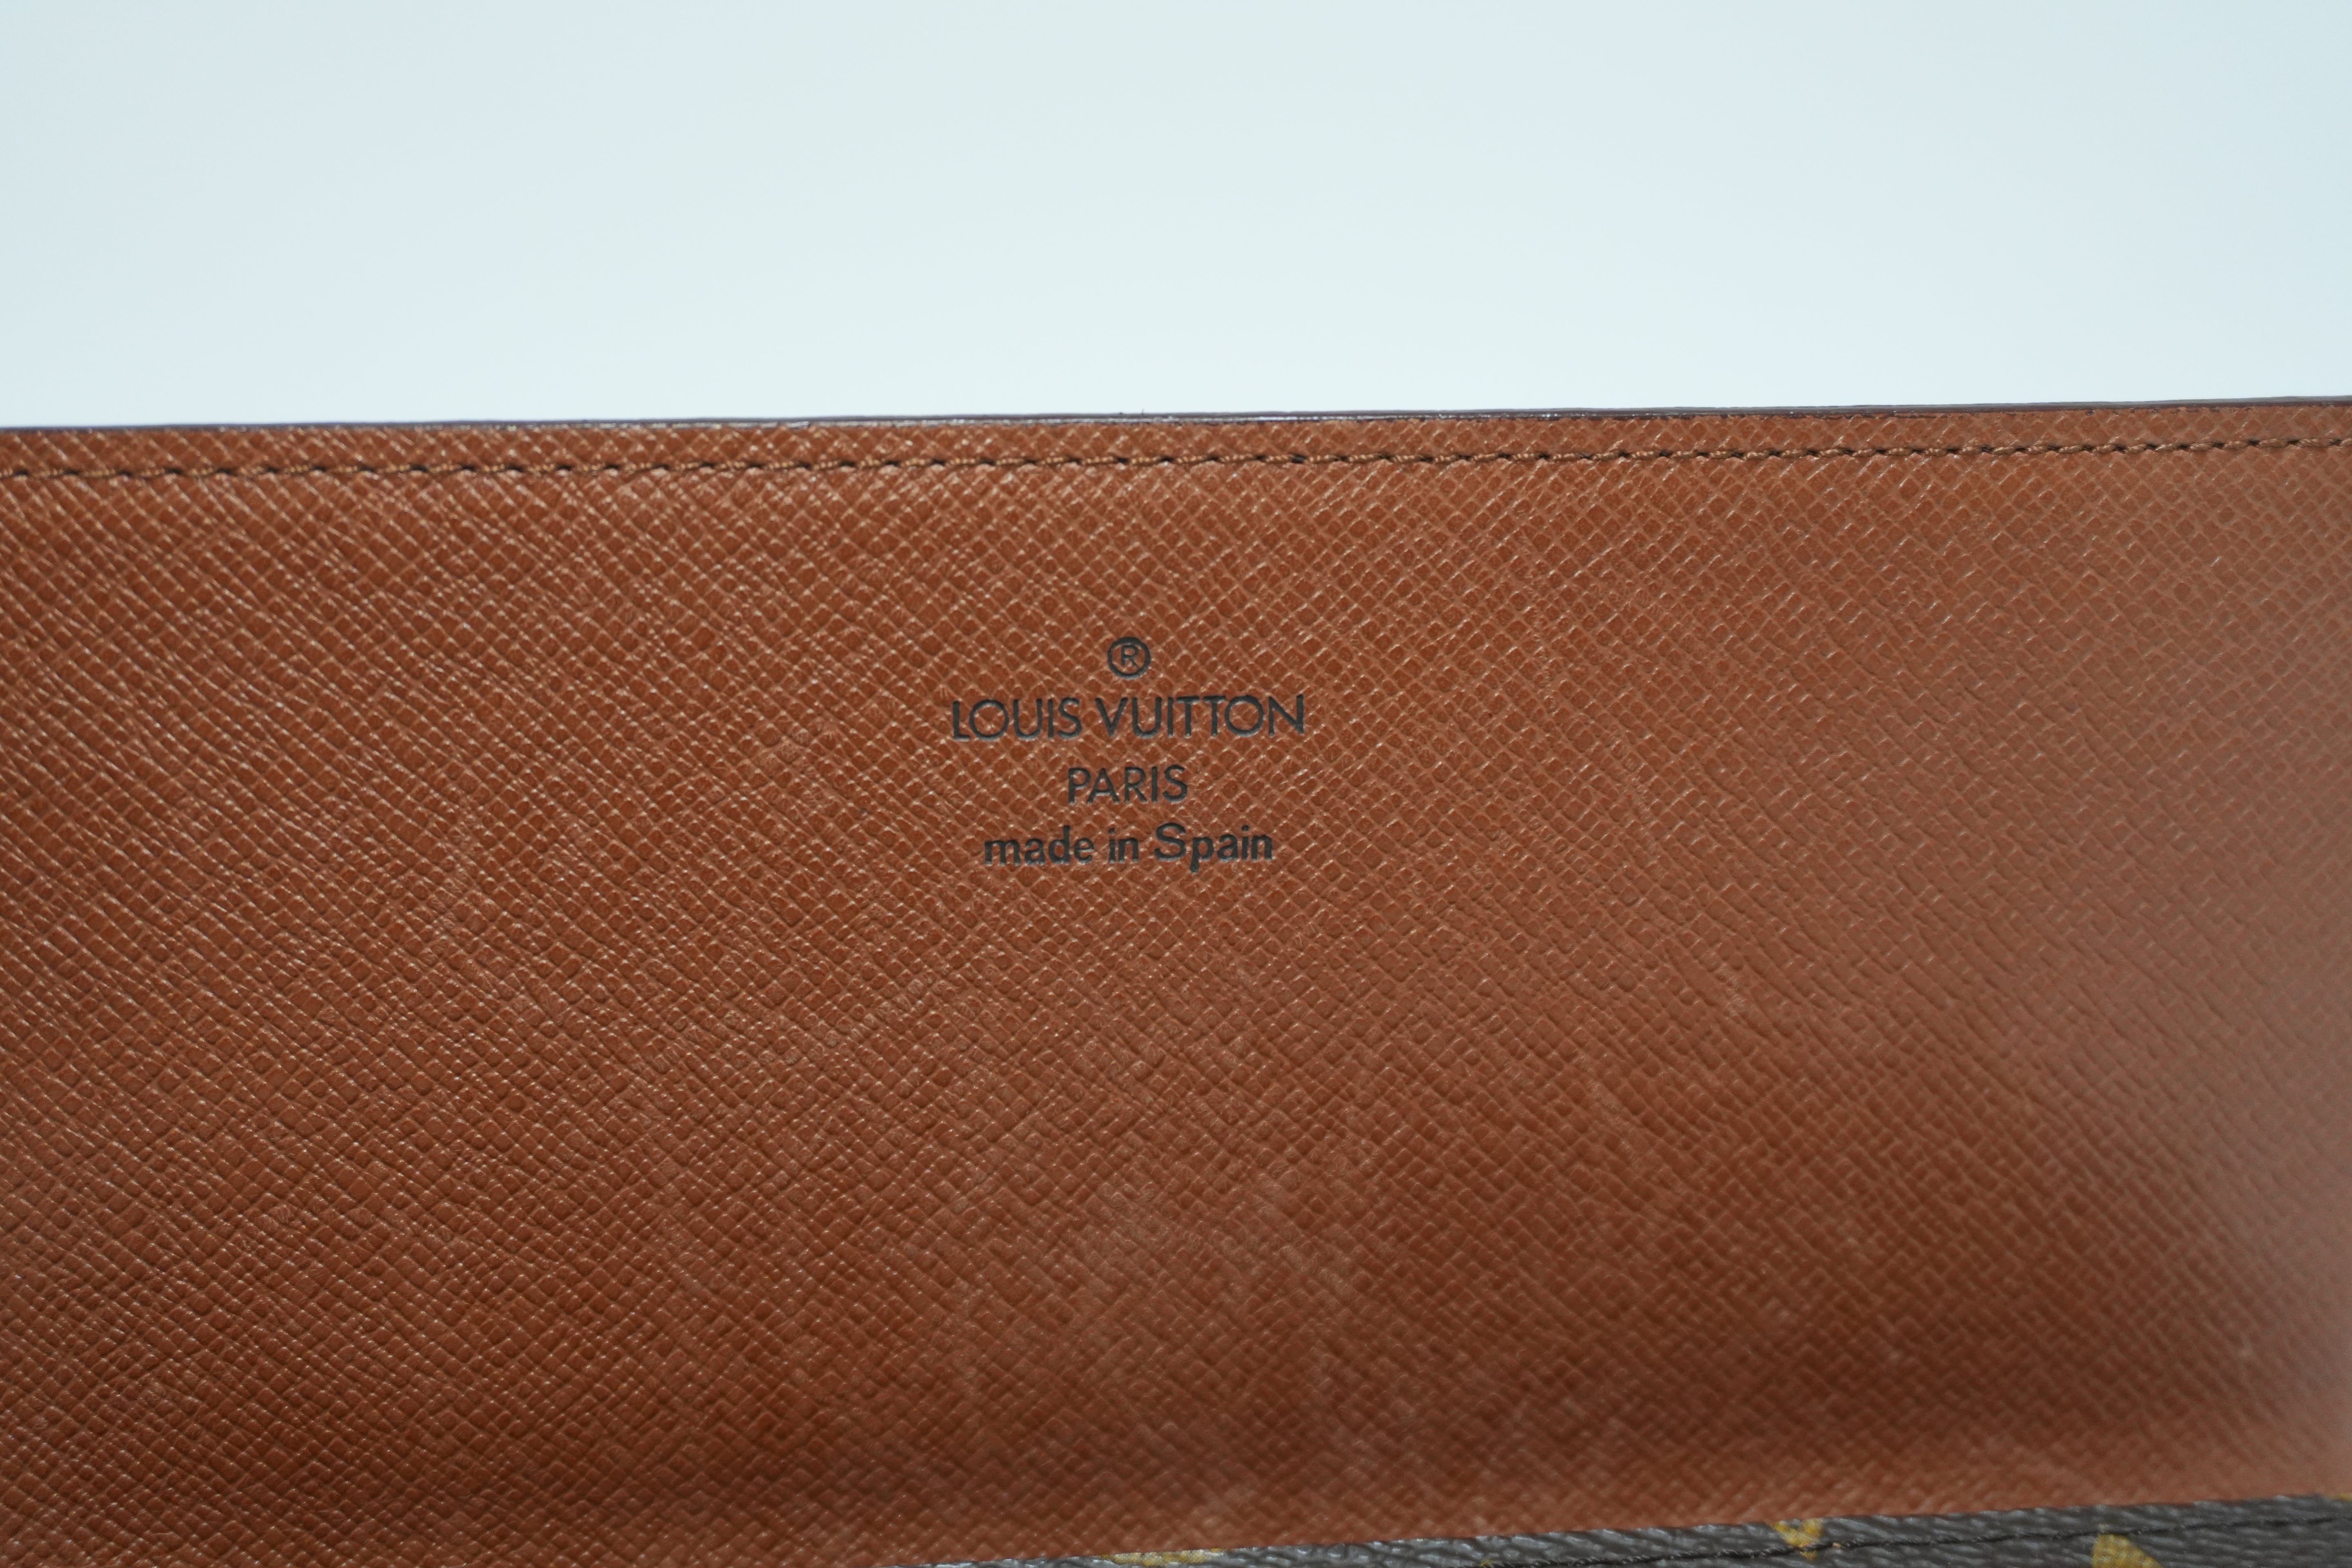 ®
LOUIS VUITTON
PARIS
made in Spain